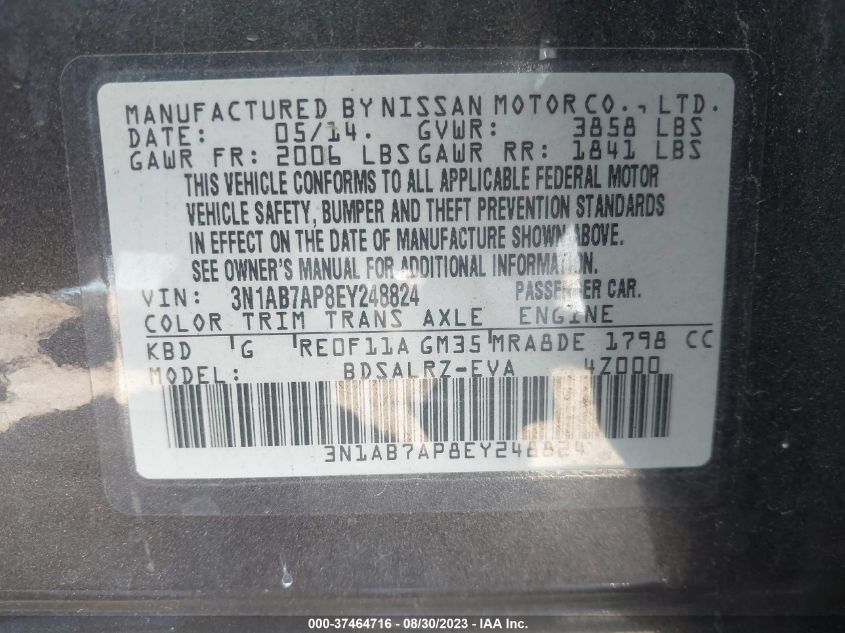 MANUFACTURED BY NISSAN MOTOR CO., LTD.
DATE: 05/14. GVWR: 3858 LBS
GAWR FR: 2006 LBS GAWR RR: 1841 LBS
THIS VEHICLE CONFORMS TO ALL APPLICABLE FEDERAL MOTOR
VEHICLE SAFETY, BUMPER AND THEFT PREVENTION STANDARDS
IN EFFECT ON THE DATE OF MANUFACTURE SHOWN ABOVE.
SEE OWNER'S MANUAL FOR ADDITIONAL INFORMATION.
VIN: 3N1AB7AP8EY248824 PASSENGER CAR.
COLOR TRIM TRANS AXLE ENGINE
KBD G RE0F11A GM35 MRA8DE 1798 CC
MODEL: BDSALRZ-EVA 4Z000
3N1AB7AP8EY248824
000-37464716 - 08/30/2023 - IAA Inc.